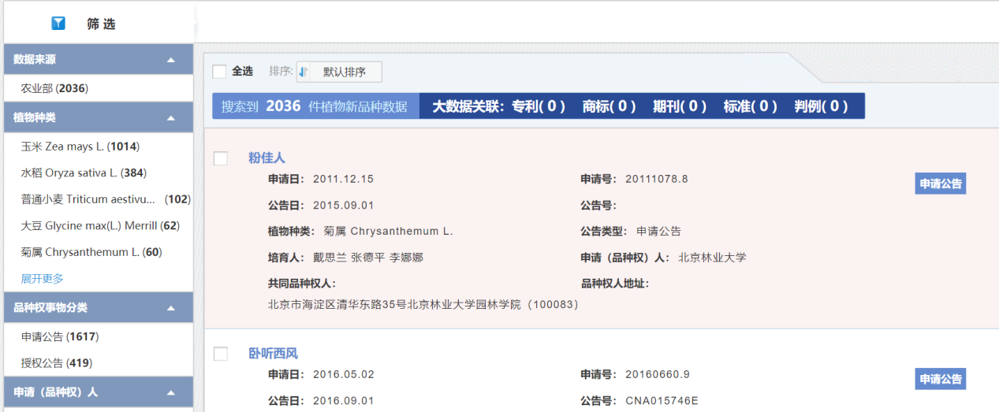 筛 选
数据来源
农业部 (2036)
植物种类
玉米 Zea mays L. (1014)
水稻 Oryza sativa L. (384)
普通小麦 Triticum aestivu... (102)
大豆 Glycine max(L.) Merrill (62)
菊属 Chrysanthemum L. (60)
展开更多
品种权事物分类
申请公告 (1617)
授权公告 (419)
申请（品种权）人
全选 排序: 默认排序
搜索到 2036 件植物新品种数据 大数据关联：专利( 0 ) 商标( 0 ) 期刊( 0 ) 标准( 0 ) 判例( 0 )
粉佳人
申请日： 2011.12.15 申请号： 20111078.8 申请公告
公告日： 2015.09.01 公告号：
植物种类： 菊属 Chrysanthemum L. 公告类型： 申请公告
培育人： 戴思兰 张德平 李娜娜 申请（品种权）人： 北京林业大学
共同品种权人： 品种权人地址：
北京市海淀区清华东路35号北京林业大学园林学院（100083）
卧听西风
申请日： 2016.05.02 申请号： 20160660.9 申请公告
公告日： 2016.09.01 公告号： CNA015746E